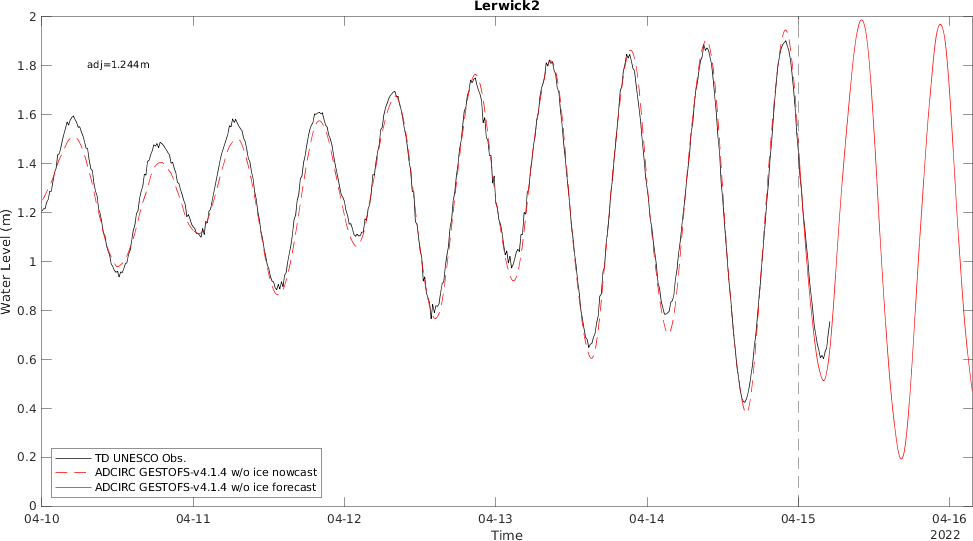 Lerwick2
adj=1.244m
Water Level (m)
2
1.8
1.6
1.4
1.2
1
0.8
0.6
0.4
0.2
0
TD UNESCO Obs.
ADCIRC GESTOFS-v4.1.4 w/o ice nowcast
ADCIRC GESTOFS-v4.1.4 w/o ice forecast
04-10 04-11 04-12 04-13 04-14 04-15 04-16
Time
2022